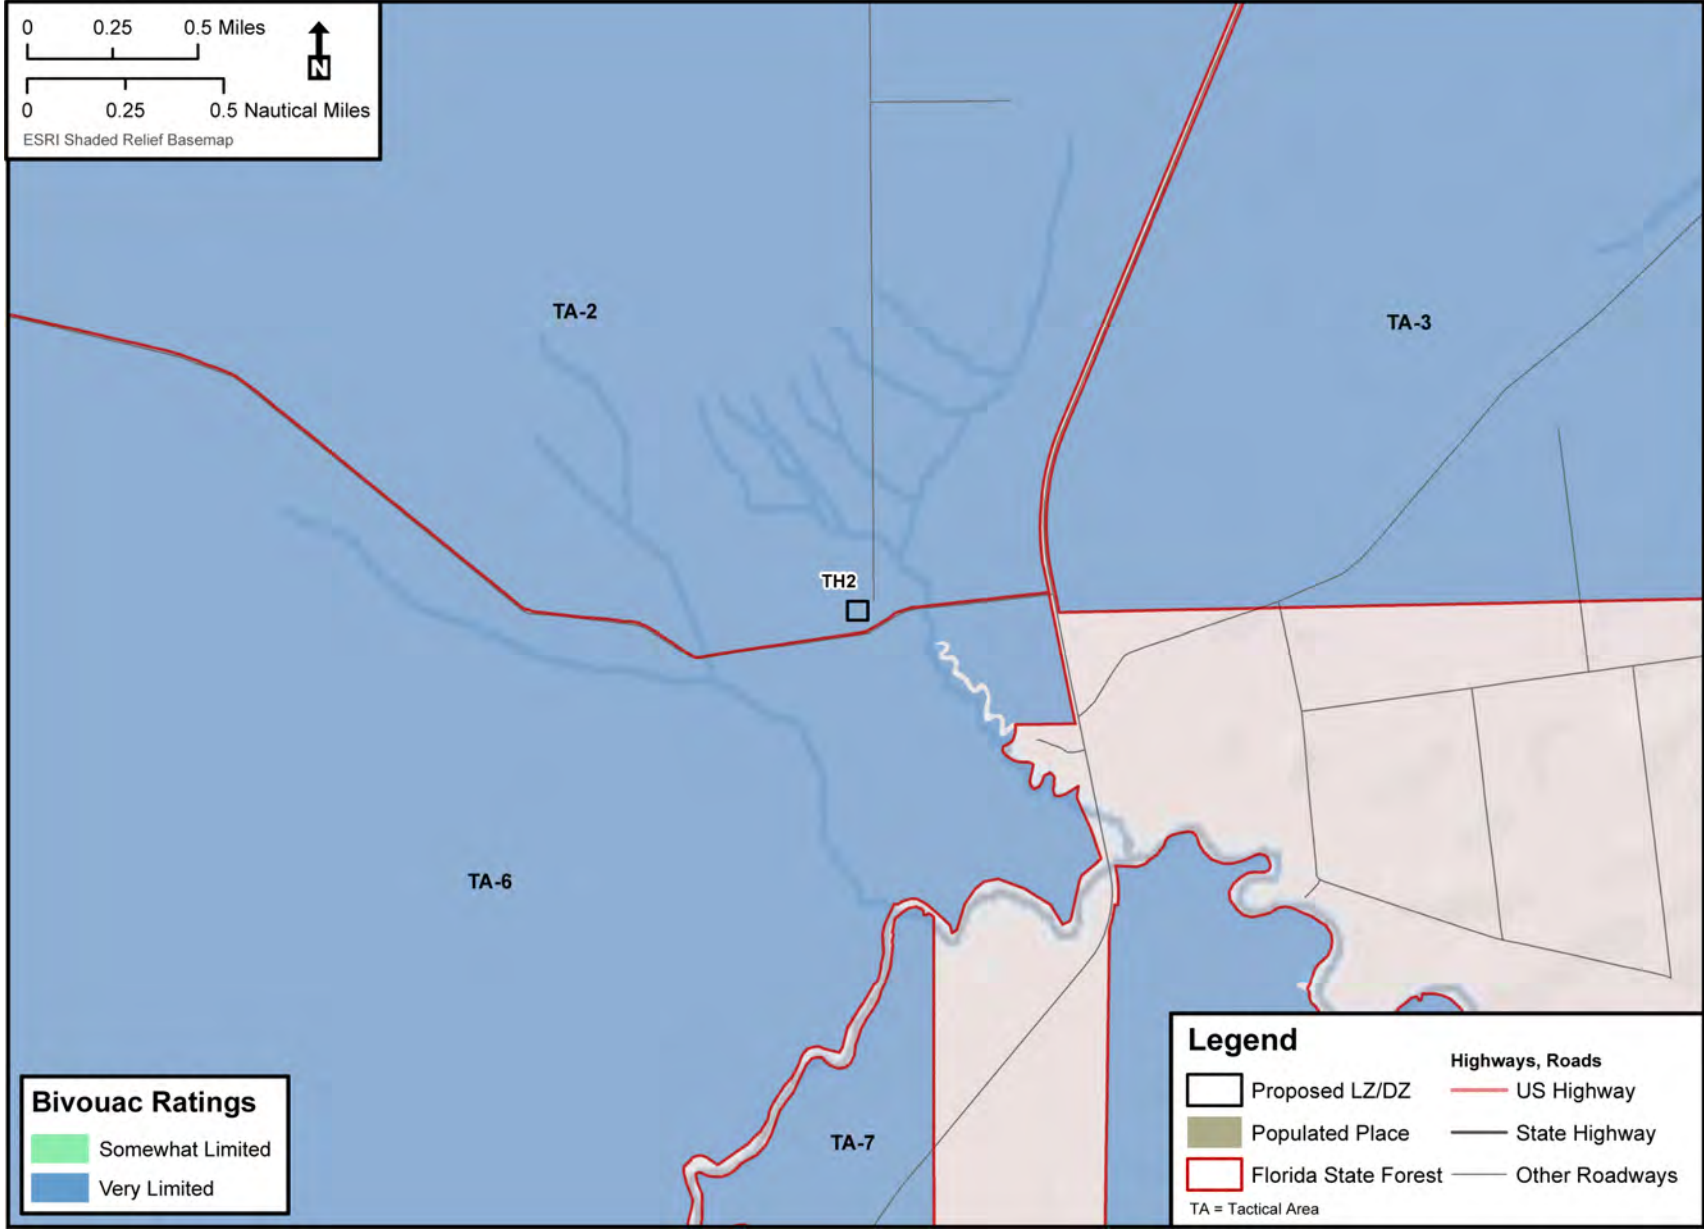 0 0.25 0.5 Miles
N
0 0.25 0.5 Nautical Miles
ESRI Shaded Relief Basemap
TA-2
TA-3
TH2
TA-6
TA-7
Bivouac Ratings
Somewhat Limited
Very Limited
Legend
Proposed LZ/DZ
Populated Place
Florida State Forest
TA = Tactical Area
Highways, Roads
US Highway
State Highway
Other Roadways